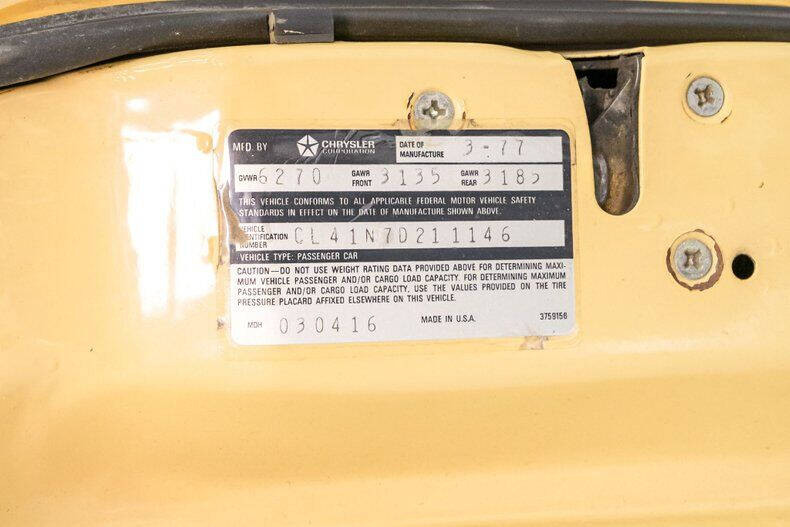 MFD. BY CHRYSLER CORPORATION DATE OF MANUFACTURE 3-77
GVWR 6270 GAWR FRONT 3135 GAWR REAR 3185
THIS VEHICLE CONFORMS TO ALL APPLICABLE FEDERAL MOTOR VEHICLE SAFETY
STANDARDS IN EFFECT ON THE DATE OF MANUFACTURE SHOWN ABOVE.
VEHICLE IDENTIFICATION NUMBER CL41N7D211146
VEHICLE TYPE: PASSENGER CAR
CAUTION—DO NOT USE WEIGHT RATING DATA PROVIDED ABOVE FOR DETERMINING MAXI-
MUM VEHICLE PASSENGER AND/OR CARGO LOAD CAPACITY. FOR DETERMINING MAXIMUM
PASSENGER AND/OR CARGO LOAD CAPACITY, USE THE VALUES PROVIDED ON THE TIRE
PRESSURE PLACARD AFFIXED ELSEWHERE ON THIS VEHICLE.
MDH 030416 MADE IN U.S.A. 3759156